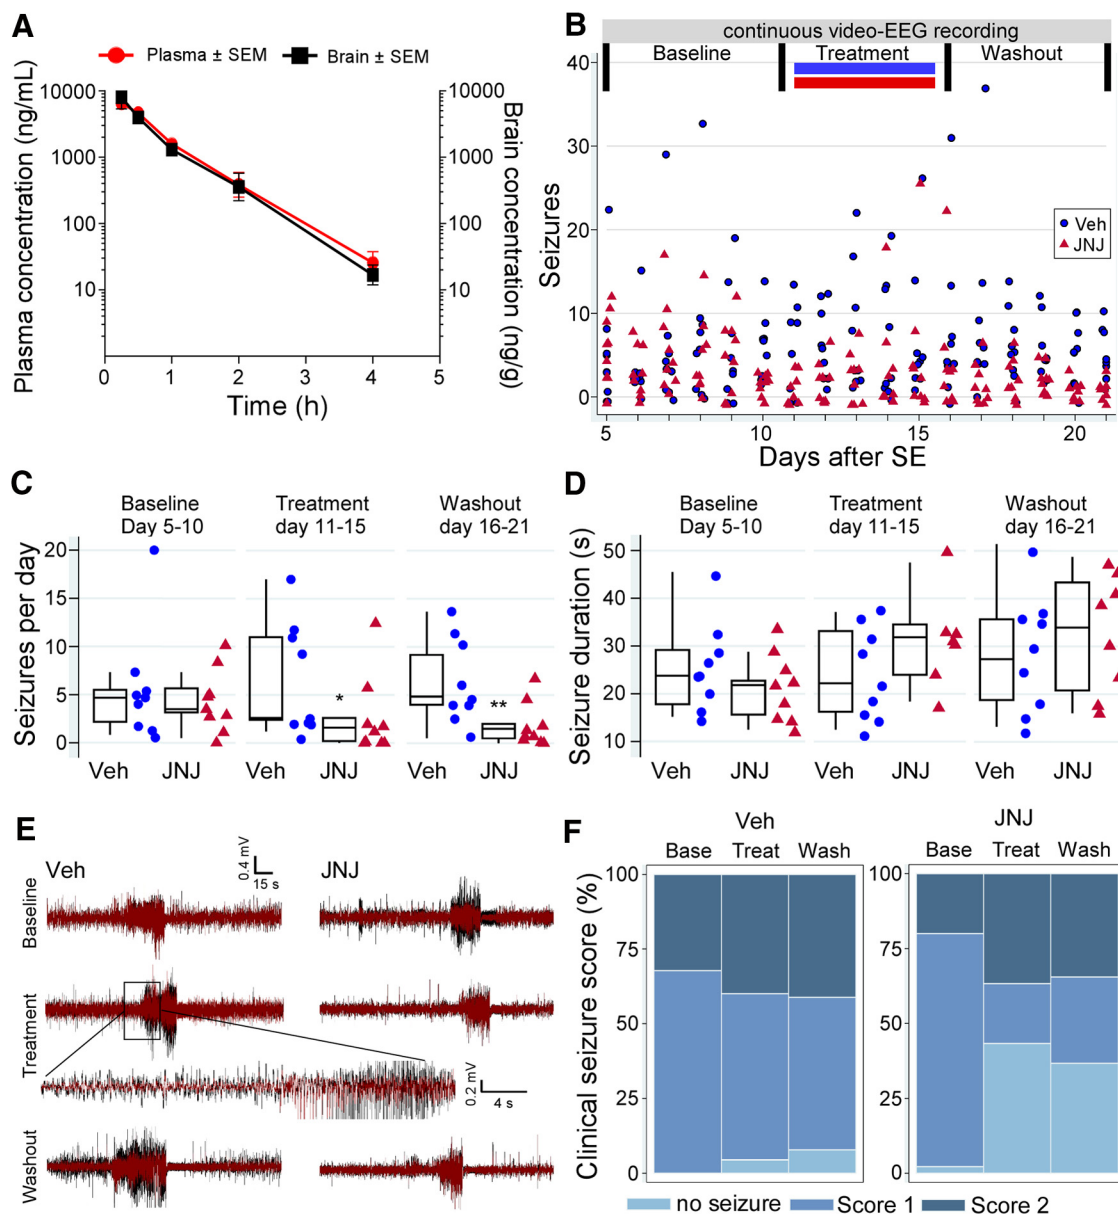 A
Plasma ± SEM
Brain ± SEM
Plasma concentration (ng/mL)
10000
1000
100
10
10000
1000
100
10
Brain concentration (ng/g)
0 1 2 3 4 5
Time (h)
B
continuous video-EEG recording
Baseline Treatment Washout
Seizures
40
30
20
10
0
Veh
JNJ
5 10 15 20
Days after SE
C
Baseline Treatment Washout
Day 5-10 day 11-15 day 16-21
Seizures per day
20
15
10
5
0
* **
Veh JNJ Veh JNJ Veh JNJ
D
Baseline Treatment Washout
Day 5-10 day 11-15 day 16-21
Seizure duration (s)
50
40
30
20
10
Veh JNJ Veh JNJ Veh JNJ
E
Veh JNJ
0.4 mV
15 s
Baseline
Treatment
0.2 mV
4 s
Washout
F
Veh JNJ
Base Treat Wash Base Treat Wash
Clinical seizure score (%)
100 100
75 75
50 50
25 25
0 0
no seizure Score 1 Score 2